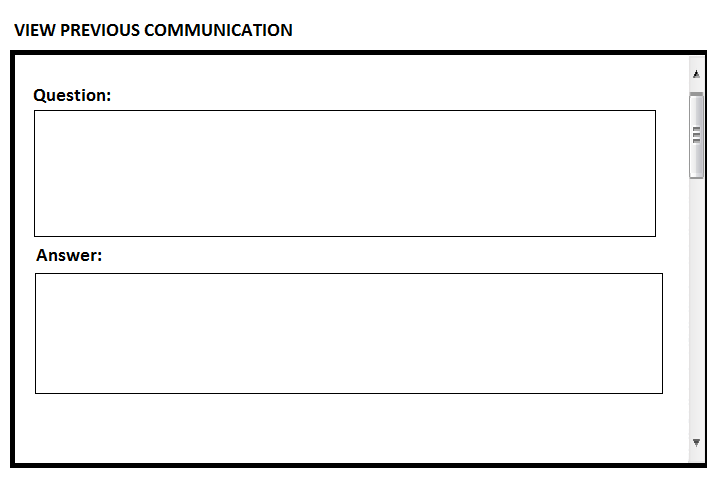 VIEW PREVIOUS COMMUNICATION
Question:
Answer: